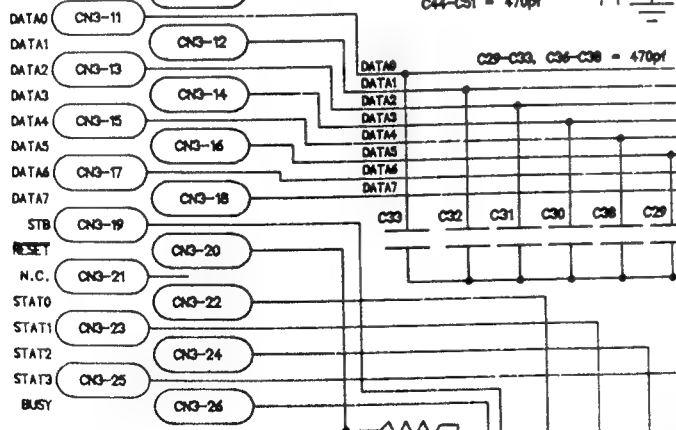 C44-C51 = 470pf
DATA0 CN3-11
DATA1 CN3-12
DATA2 CN3-13
DATA3 CN3-14
DATA4 CN3-15
DATA5 CN3-16
DATA6 CN3-17
DATA7 CN3-18
STB CN3-19
RESET CN3-20
N.C. CN3-21
STAT0 CN3-22
STAT1 CN3-23
STAT2 CN3-24
STAT3 CN3-25
BUSY CN3-26
C29-C33, C36-C38 = 470pf
DATA0
DATA1
DATA2
DATA3
DATA4
DATA5
DATA6
DATA7
C33 C32 C31 C30 C38 C29